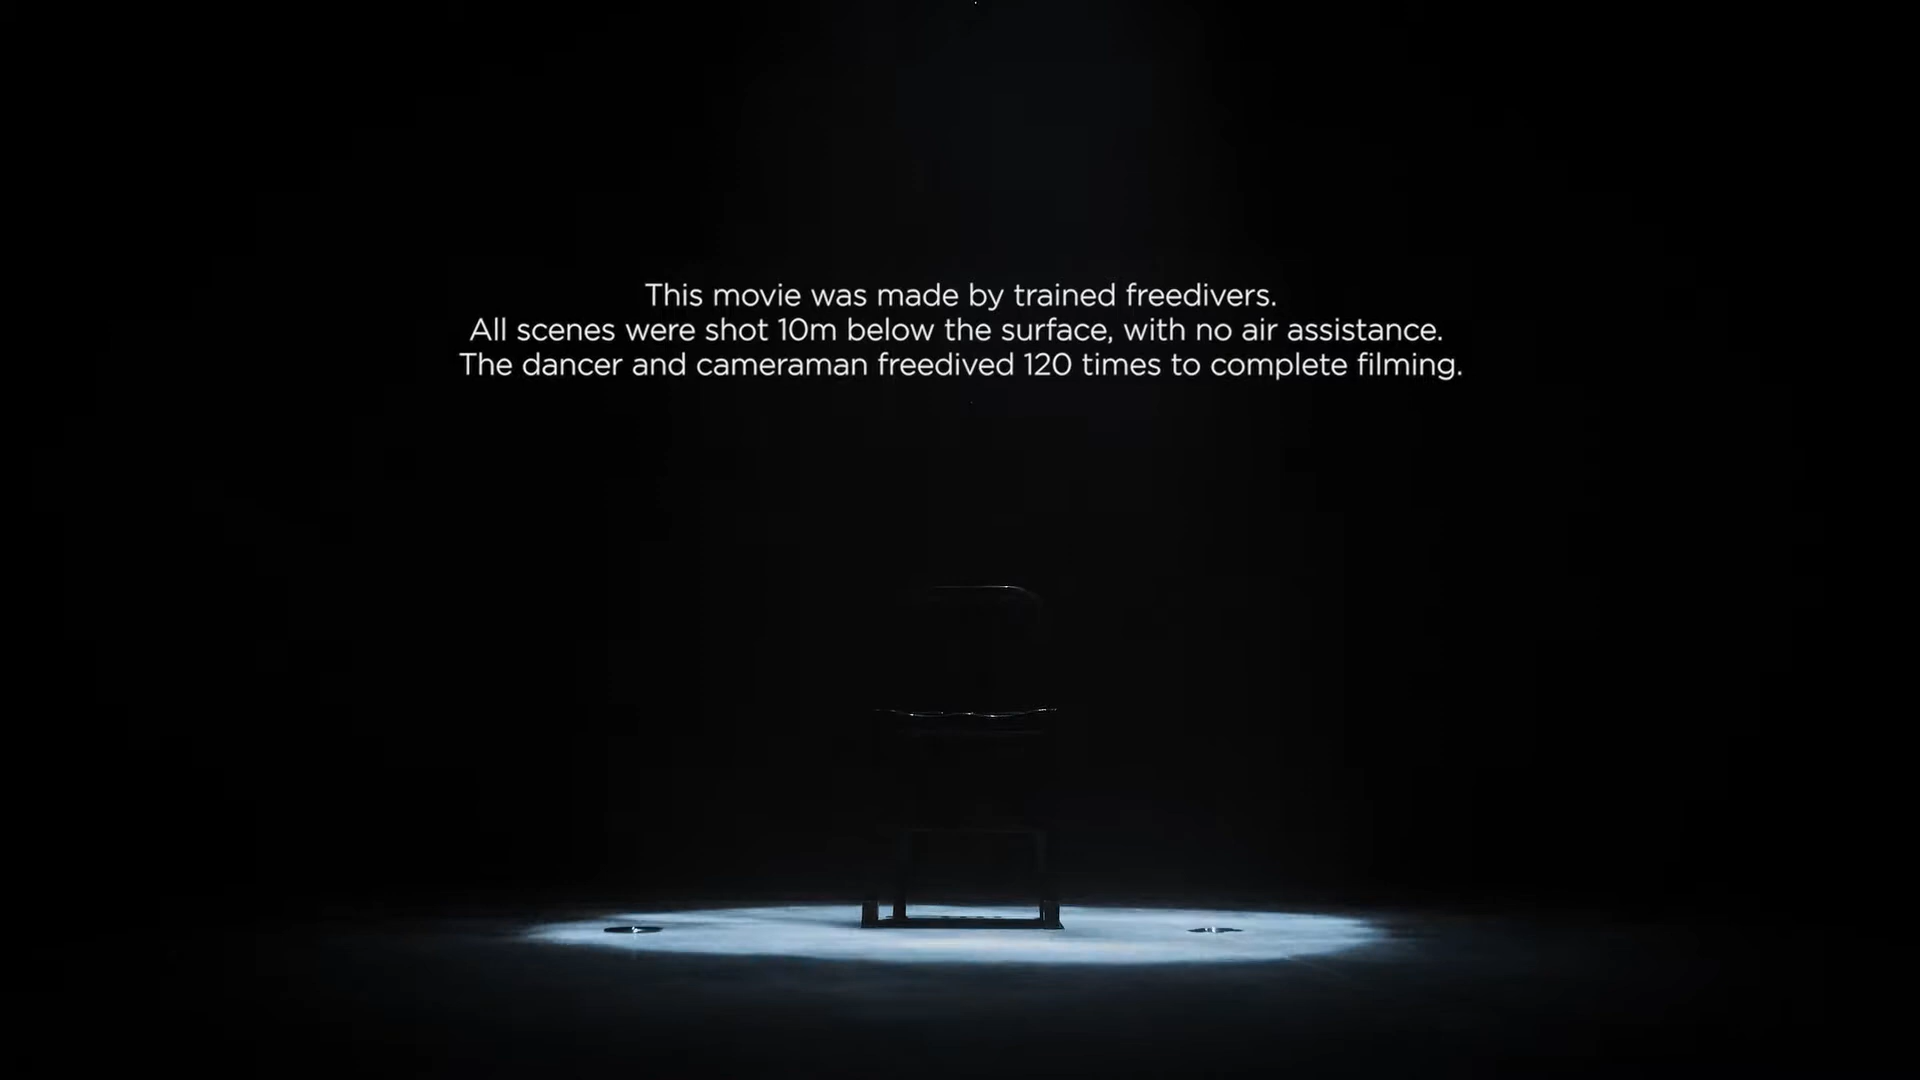 This movie was made by trained freedivers.
All scenes were shot 10m below the surface, with no air assistance.
The dancer and cameraman freedived 120 times to complete filming.